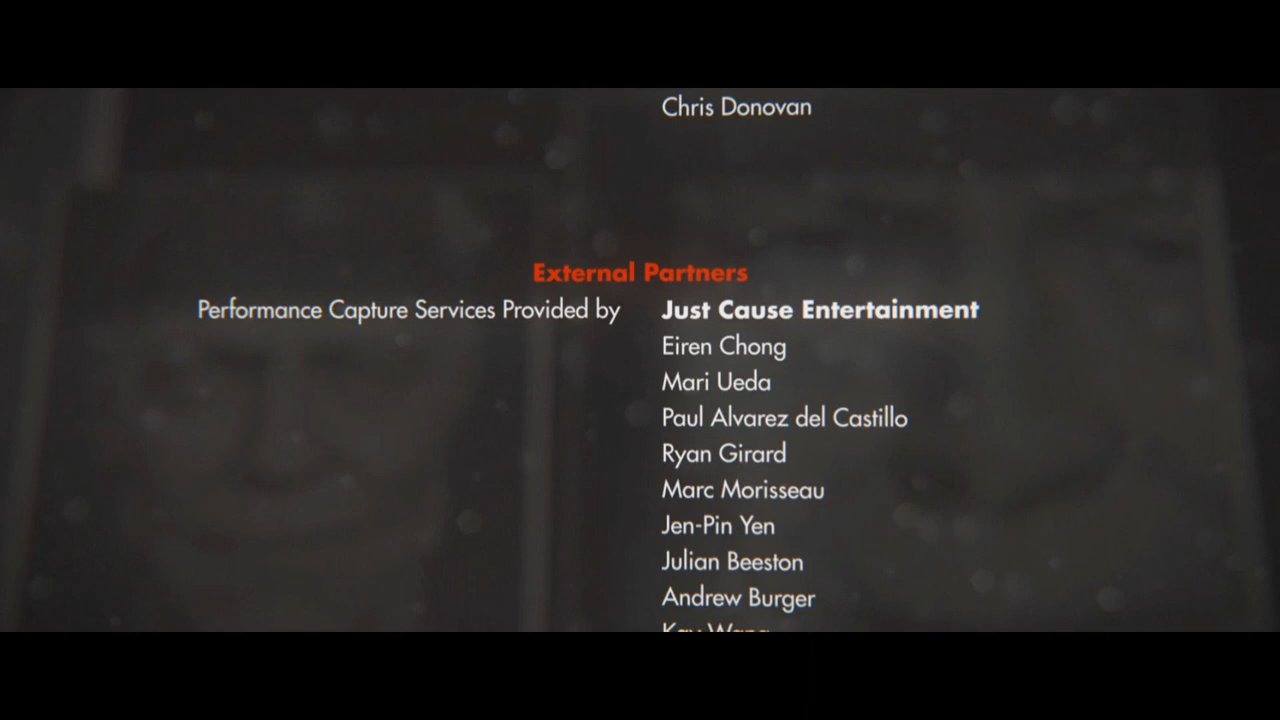 Chris Donovan
External Partners
Performance Capture Services Provided by Just Cause Entertainment
Eiren Chong
Mari Ueda
Paul Alvarez del Castillo
Ryan Girard
Marc Morisseau
Jen-Pin Yen
Julian Beeston
Andrew Burger